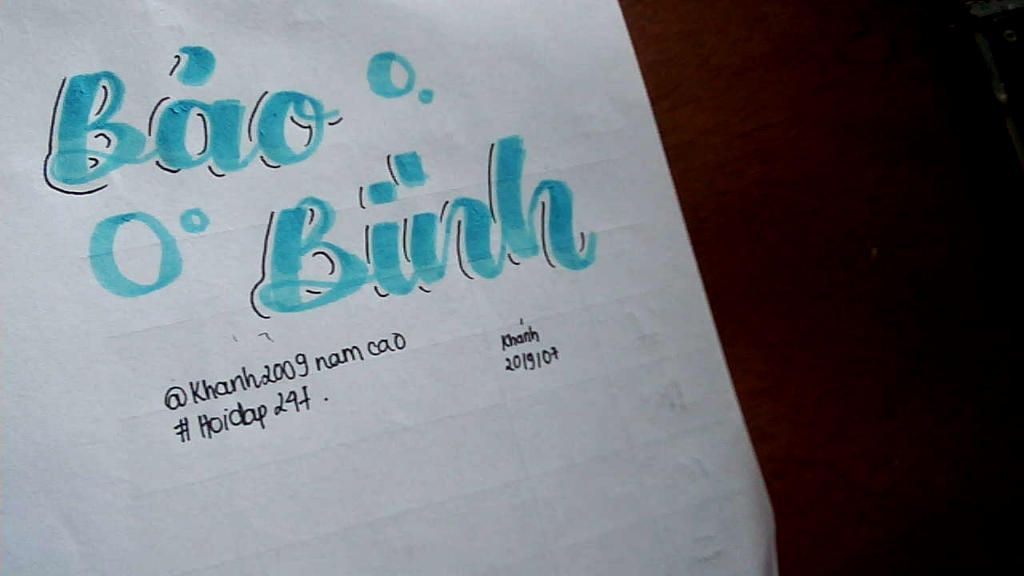 Bảo
Bình
@Khanh2009 nam cao
# Hoidap 247.
Khánh
2019/07